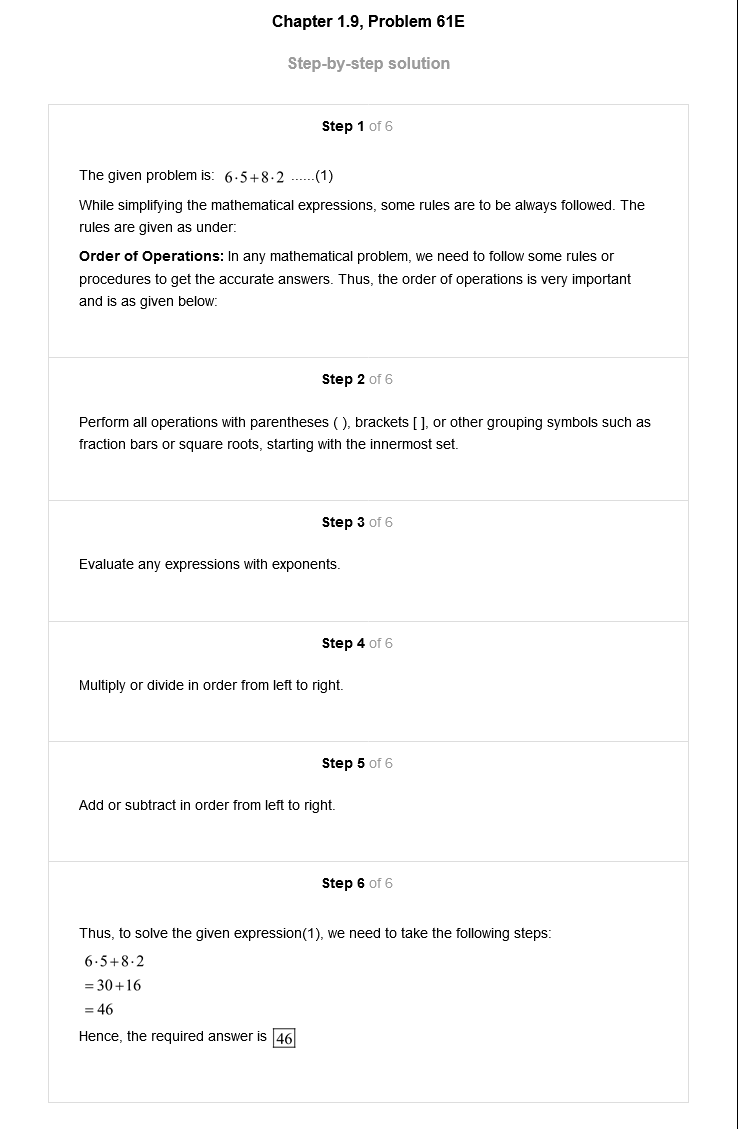 Chapter 1.9, Problem 61E
Step-by-step solution
Step 1 of 6
The given problem is: 6·5+8·2 ......(1)
While simplifying the mathematical expressions, some rules are to be always followed. The
rules are given as under:
Order of Operations: In any mathematical problem, we need to follow some rules or
procedures to get the accurate answers. Thus, the order of operations is very important
and is as given below:
Step 2 of 6
Perform all operations with parentheses ( ), brackets [ ], or other grouping symbols such as
fraction bars or square roots, starting with the innermost set.
Step 3 of 6
Evaluate any expressions with exponents.
Step 4 of 6
Multiply or divide in order from left to right.
Step 5 of 6
Add or subtract in order from left to right.
Step 6 of 6
Thus, to solve the given expression(1), we need to take the following steps:
6·5+8·2
=30+16
=46
Hence, the required answer is 46